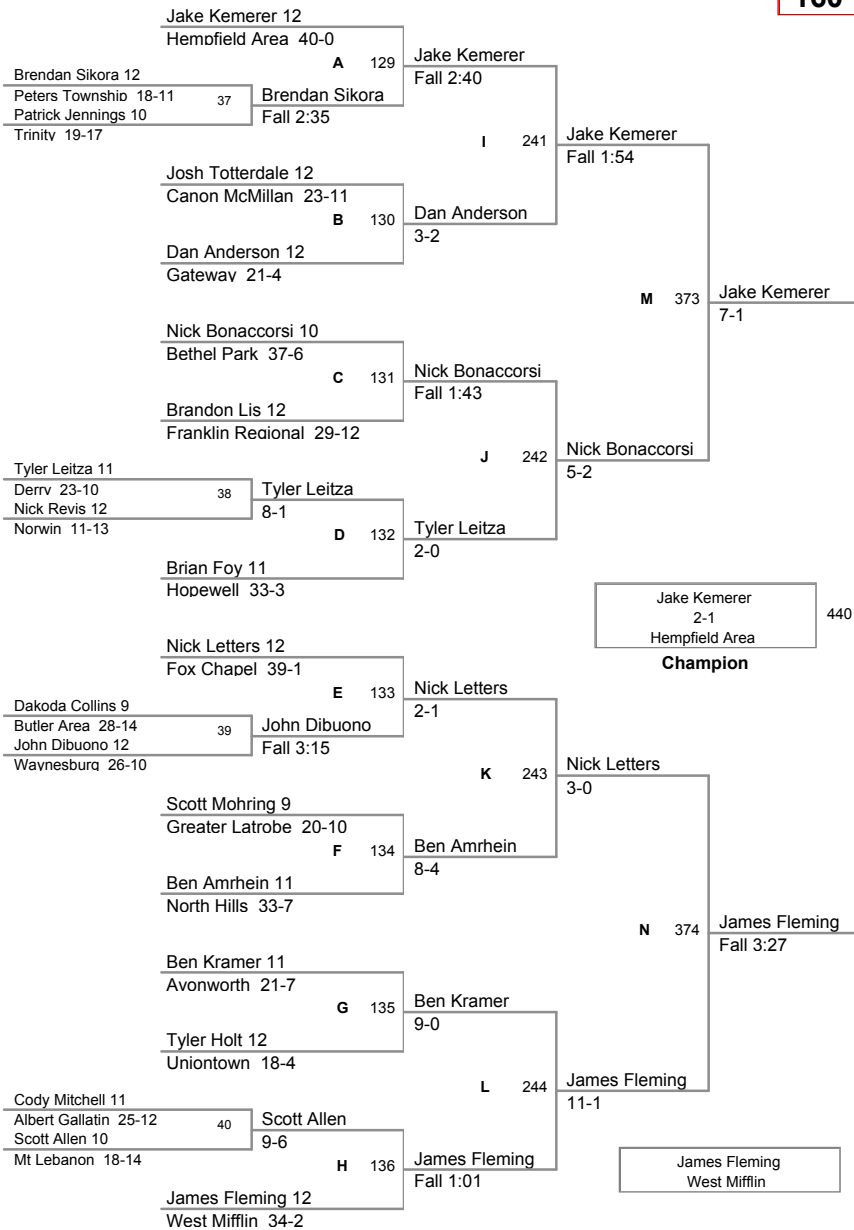 160
Jake Kemerer 12
Hempfield Area 40-0
A 129
Jake Kemerer
Fall 2:40
Brendan Sikora 12
Peters Township 18-11
37
Patrick Jennings 10
Trinity 19-17
Brendan Sikora
Fall 2:35
I 241
Jake Kemerer
Fall 1:54
Josh Totterdale 12
Canon McMillan 23-11
B 130
Dan Anderson
3-2
Dan Anderson 12
Gateway 21-4
M 373
Jake Kemerer
7-1
Nick Bonaccorsi 10
Bethel Park 37-6
C 131
Nick Bonaccorsi
Fall 1:43
Brandon Lis 12
Franklin Regional 29-12
J 242
Nick Bonaccorsi
5-2
Tyler Leitza 11
Derry 23-10
38
Nick Revis 12
Norwin 11-13
Tyler Leitza
8-1
D 132
Tyler Leitza
2-0
Brian Foy 11
Hopewell 33-3
Jake Kemerer
2-1
Hempfield Area
440
Champion
Nick Letters 12
Fox Chapel 39-1
E 133
Nick Letters
2-1
Dakoda Collins 9
Butler Area 28-14
39
John Dibuono 12
Waynesburg 26-10
John Dibuono
Fall 3:15
K 243
Nick Letters
3-0
Scott Mohring 9
Greater Latrobe 20-10
F 134
Ben Amrhein
8-4
Ben Amrhein 11
North Hills 33-7
N 374
James Fleming
Fall 3:27
Ben Kramer 11
Avonworth 21-7
G 135
Ben Kramer
9-0
Tyler Holt 12
Uniontown 18-4
L 244
James Fleming
11-1
Cody Mitchell 11
Albert Gallatin 25-12
40
Scott Allen 10
Mt Lebanon 18-14
Scott Allen
9-6
H 136
James Fleming
Fall 1:01
James Fleming 12
West Mifflin 34-2
James Fleming
West Mifflin